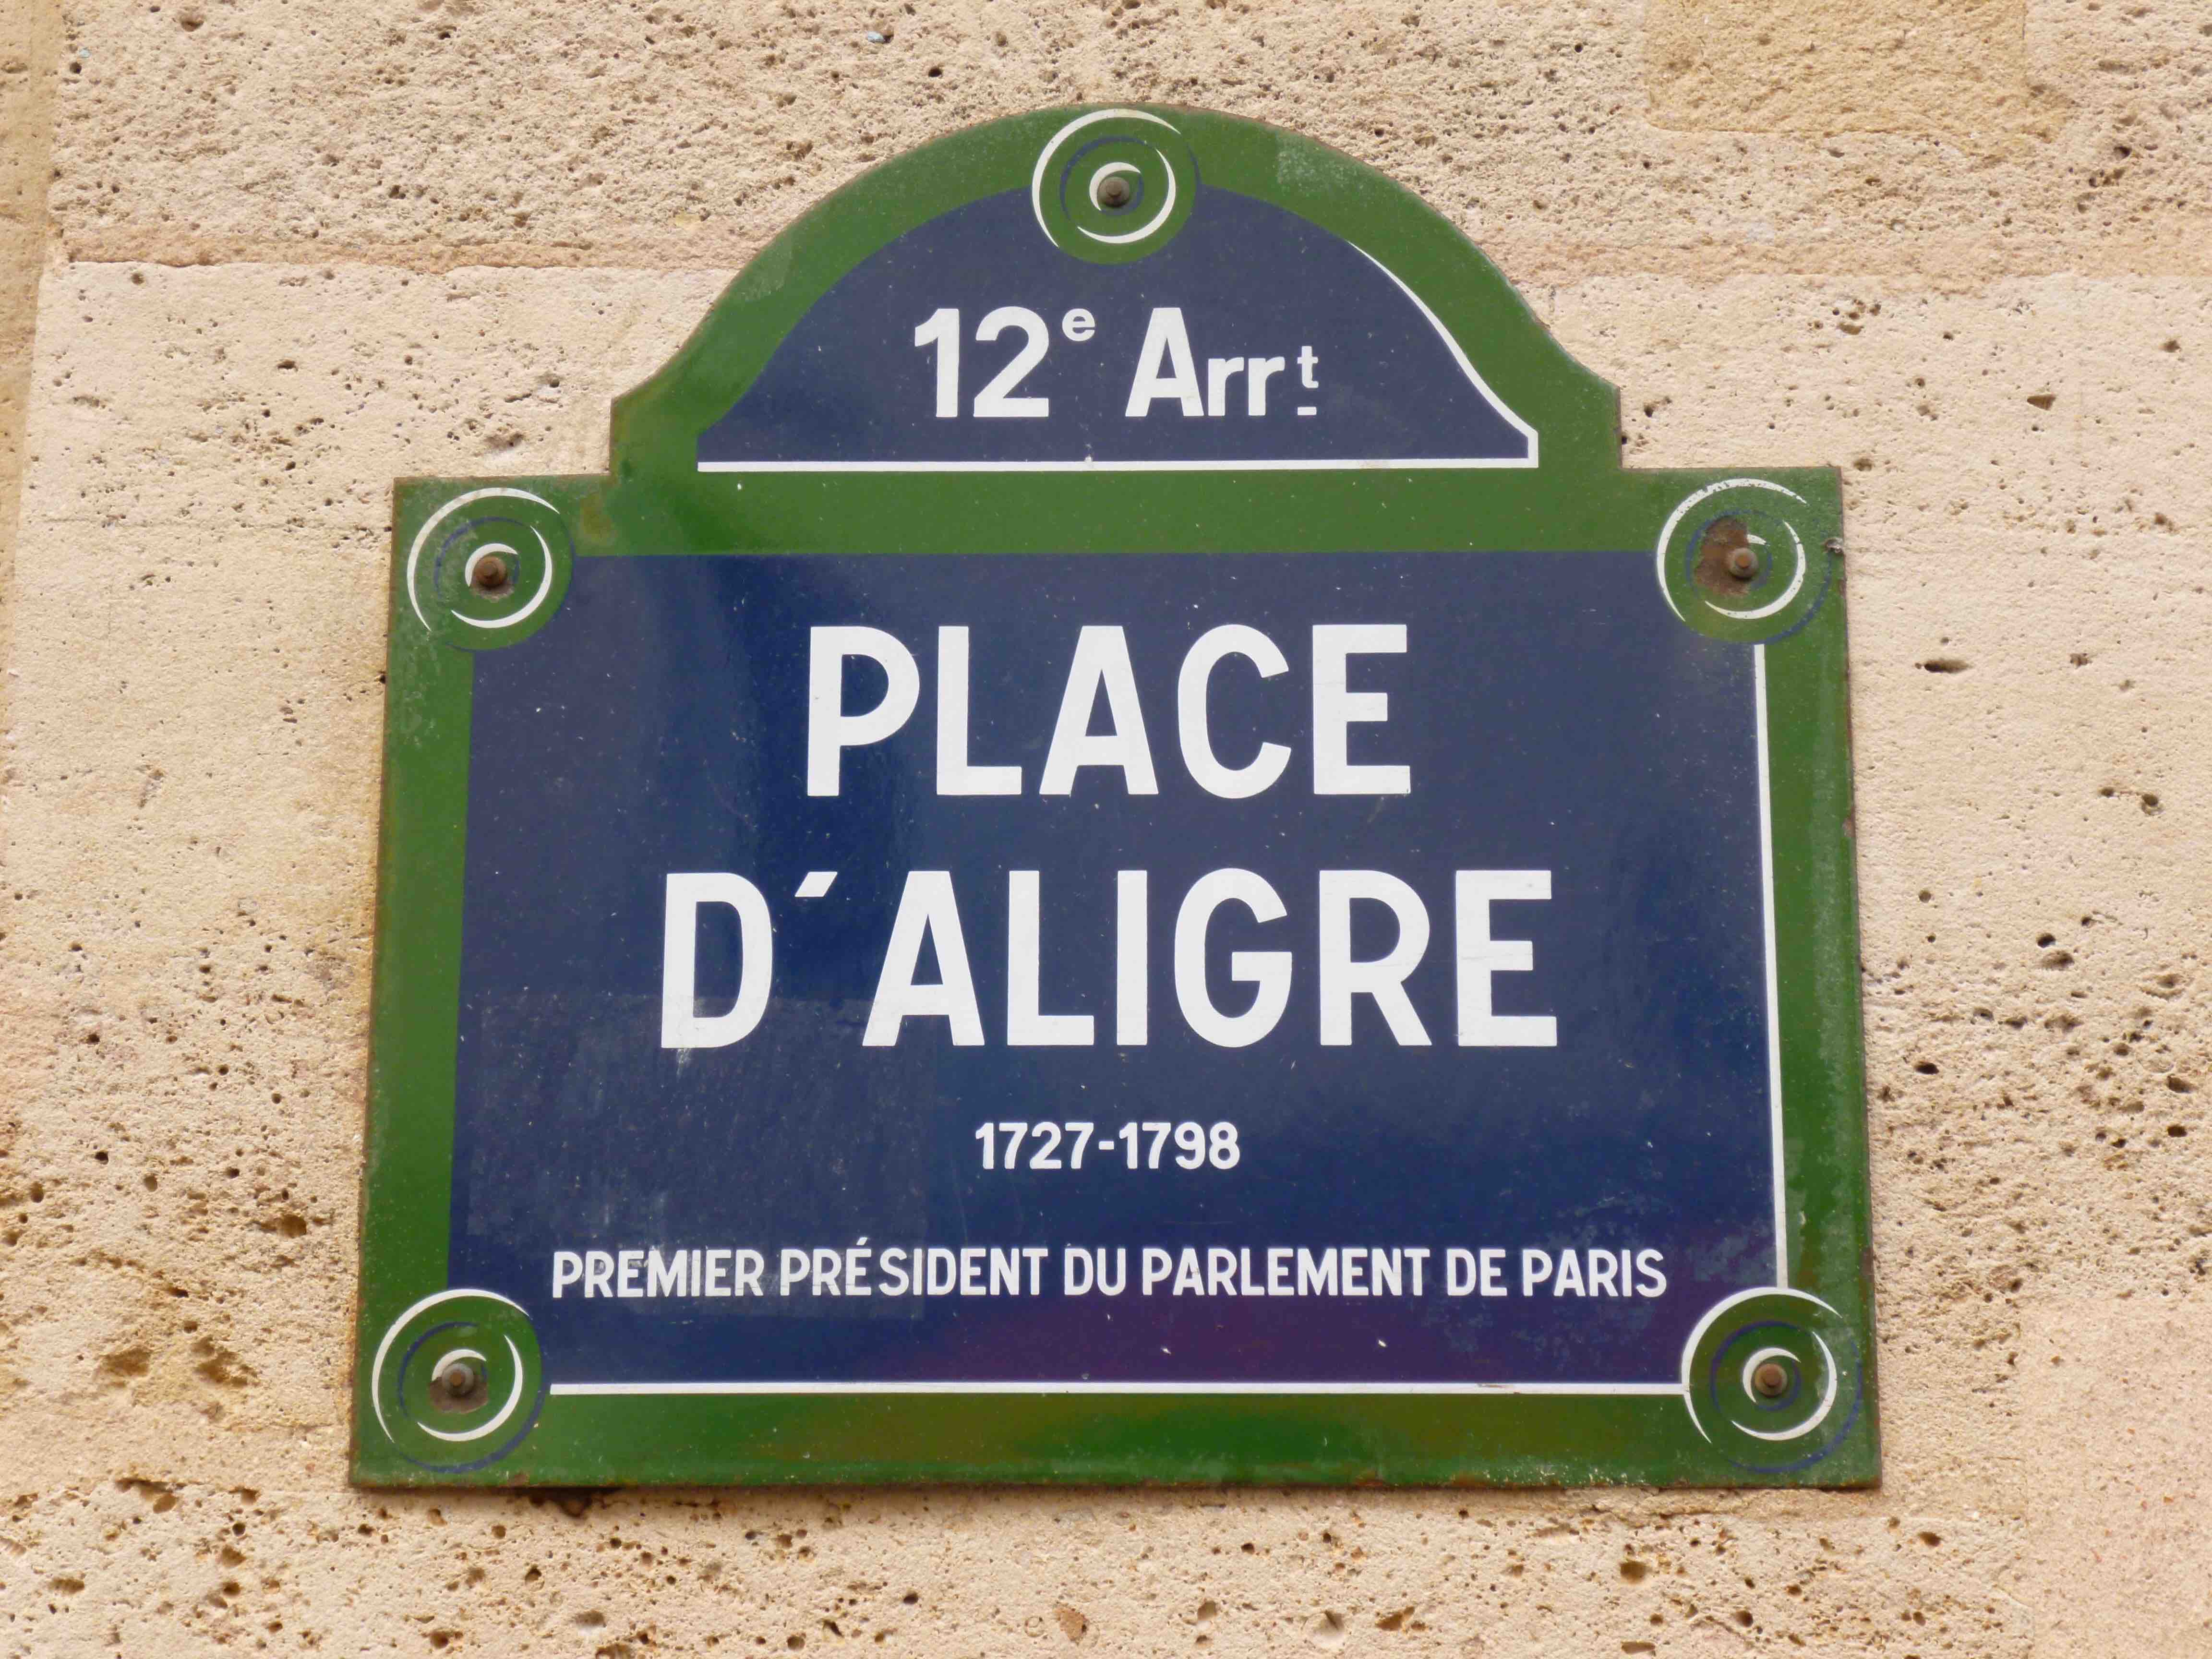 12e Arrt
PLACE
D'ALIGRE
1727-1798
PREMIER PRÉSIDENT DU PARLEMENT DE PARIS